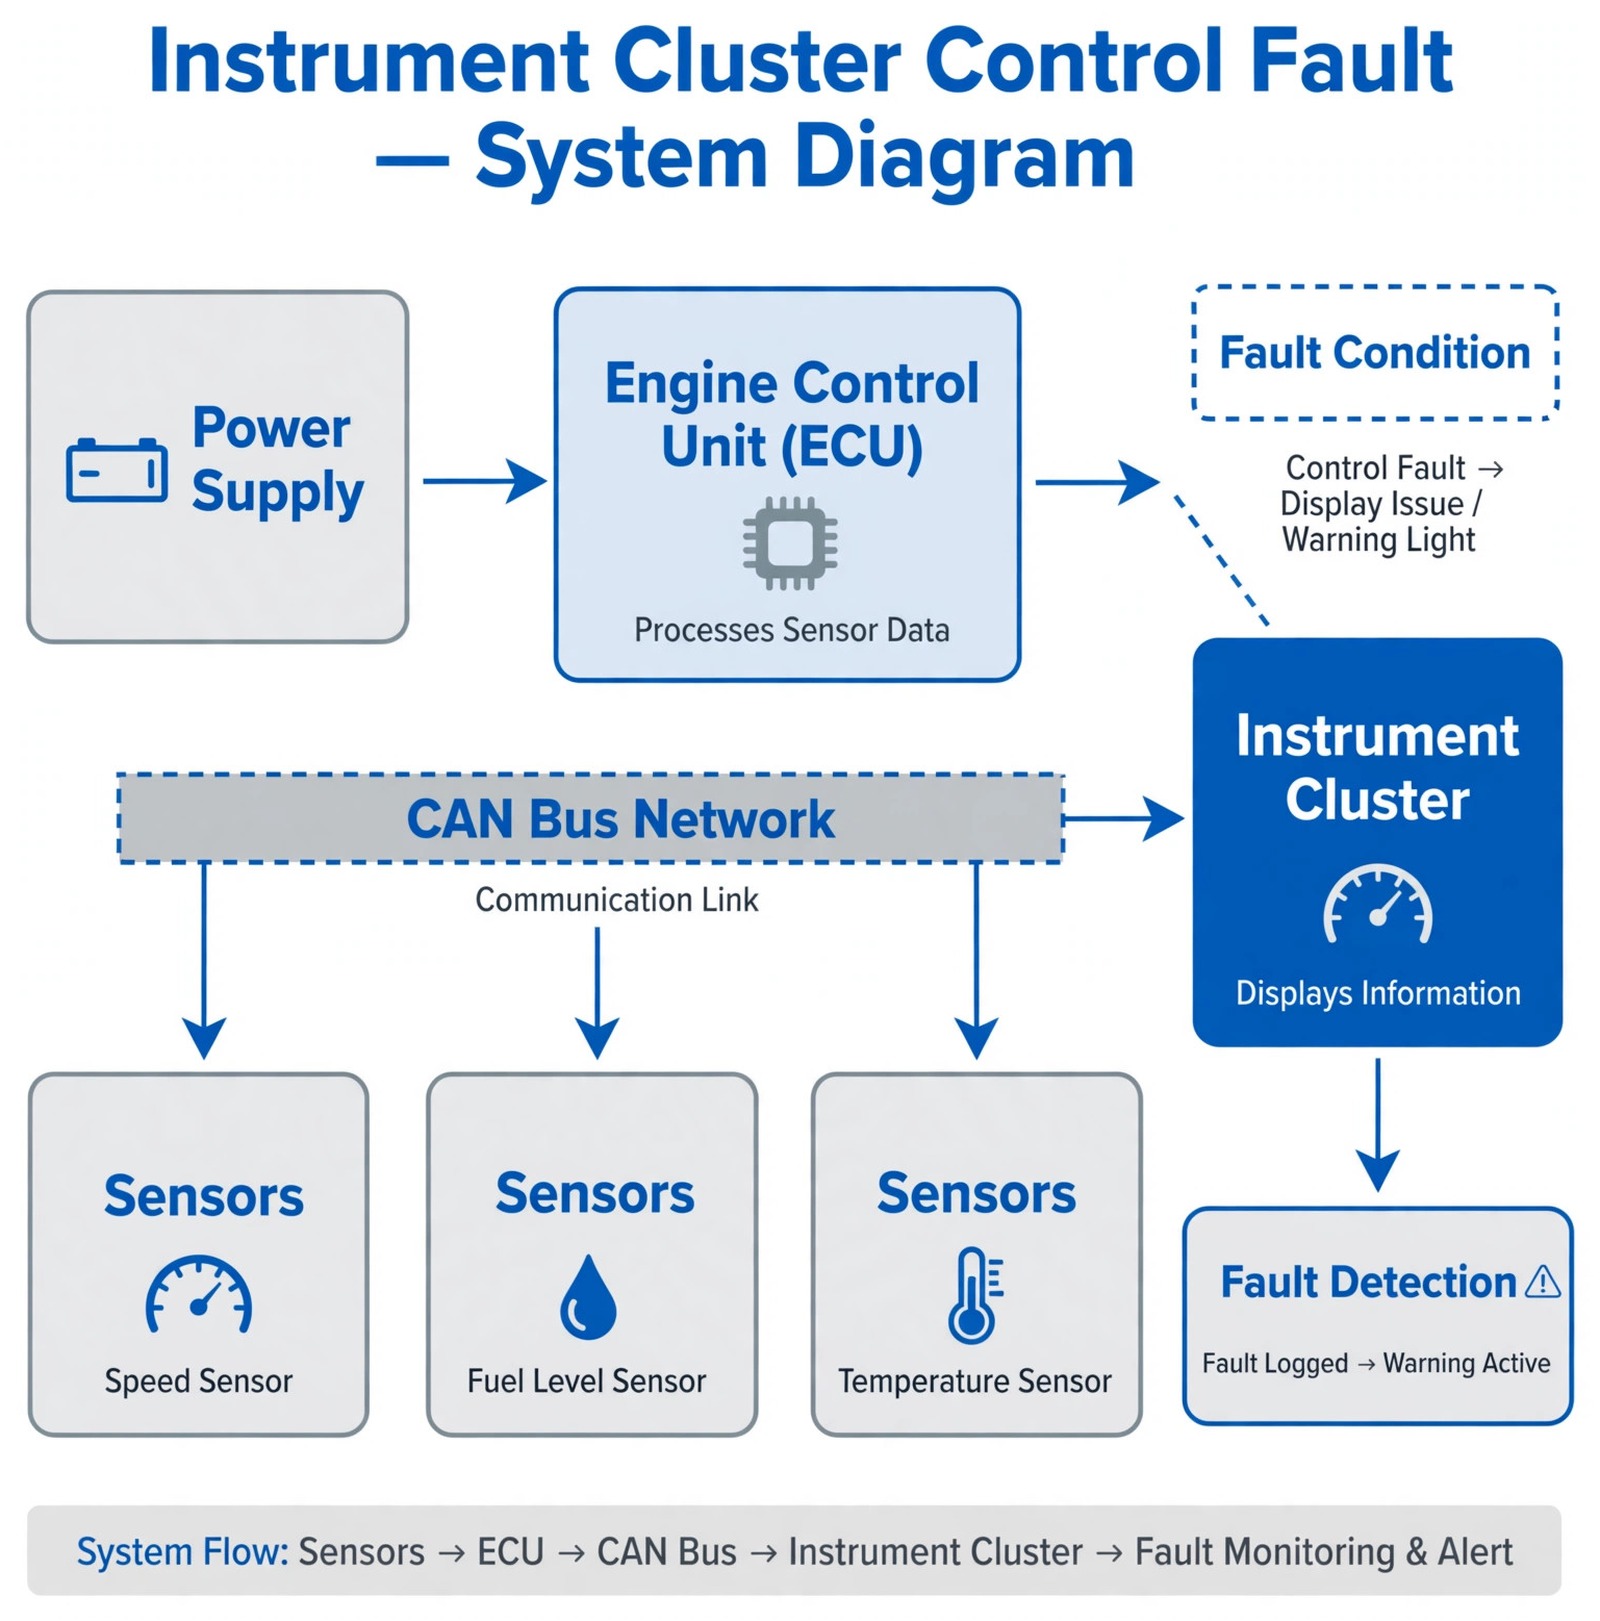 Instrument Cluster Control Fault
— System Diagram
Power
Supply
Engine Control
Unit (ECU)
Processes Sensor Data
Fault Condition
Control Fault →
Display Issue /
Warning Light
Instrument
Cluster
Displays Information
CAN Bus Network
Communication Link
Sensors
Speed Sensor
Sensors
Fuel Level Sensor
Sensors
Temperature Sensor
Fault Detection
Fault Logged → Warning Active
System Flow: Sensors → ECU → CAN Bus → Instrument Cluster → Fault Monitoring & Alert